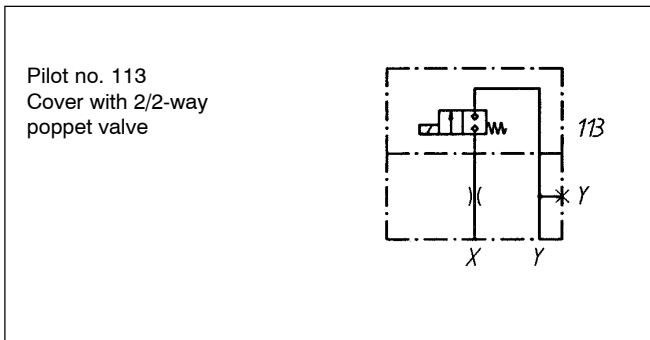 Pilot no. 113
Cover with 2/2-way
poppet valve
113
Y
X Y